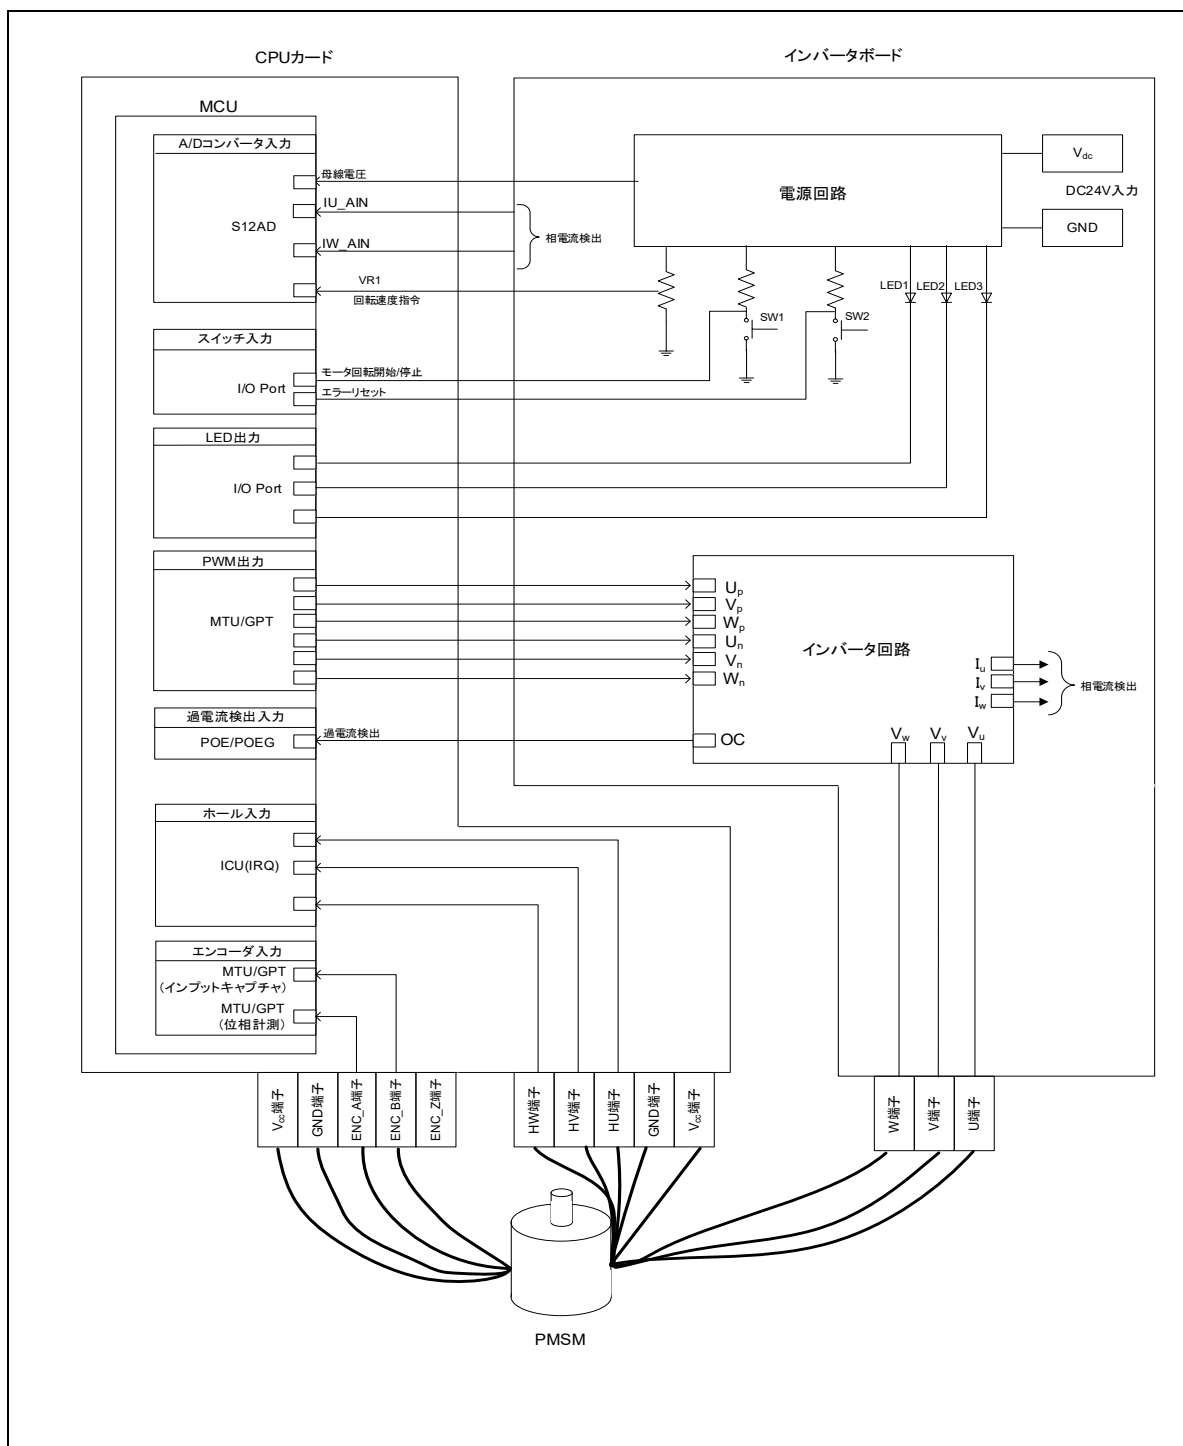 CPUカード
インバータボード
MCU
A/Dコンバータ入力
母線電圧
IU_AIN
S12AD
IW_AIN
相電流検出
VR1
回転速度指令
電源回路
Vdc
DC24V入力
GND
LED1
LED2
LED3
SW1
SW2
スイッチ入力
モータ回転開始/停止
I/O Port
エラーリセット
LED出力
I/O Port
PWM出力
MTU/GPT
Up
Vp
Wp
Un
Vn
Wn
インバータ回路
Iu
Iv
Iw
相電流検出
過電流検出入力
POE/POEG
過電流検出
OC
Vw
Vv
Vu
ホール入力
ICU(IRQ)
エンコーダ入力
MTU/GPT
(インプットキャプチャ)
MTU/GPT
(位相計測)
Vcc端子
GND端子
ENC_A端子
ENC_B端子
ENC_Z端子
HW端子
HV端子
HU端子
GND端子
Vcc端子
W端子
V端子
U端子
PMSM